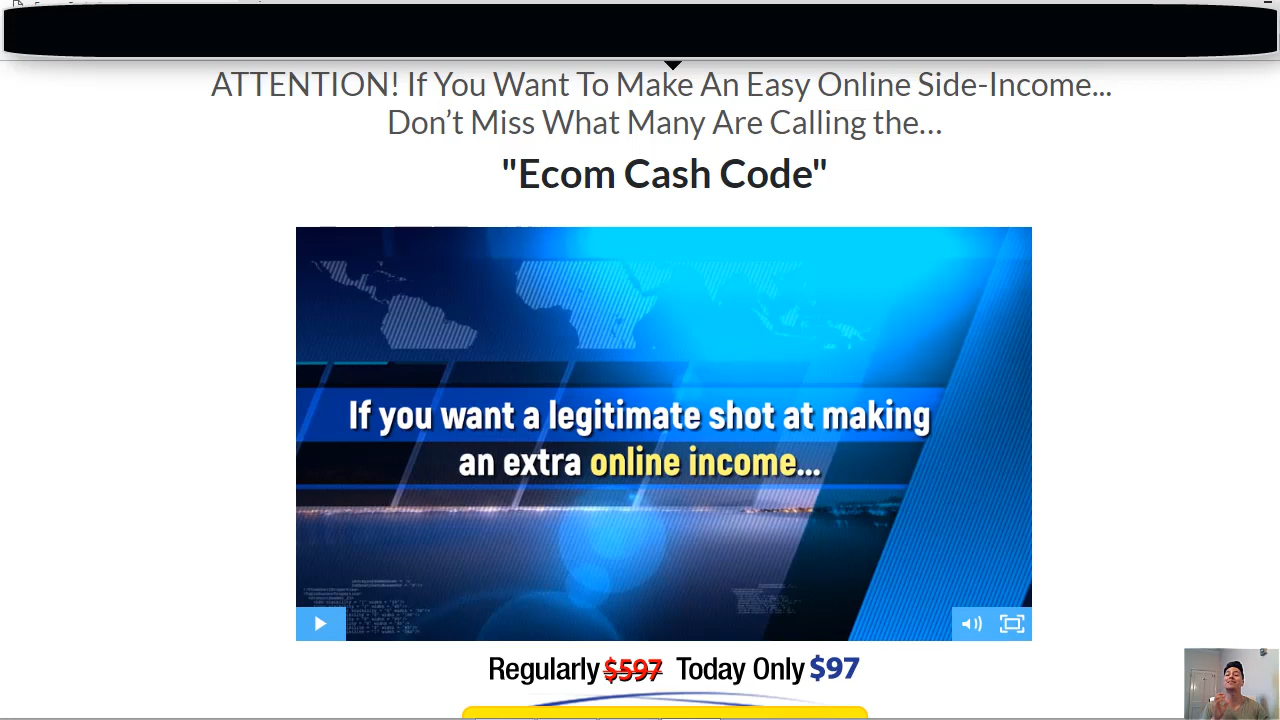 ATTENTION! If You Want To Make An Easy Online Side-Income...
Don’t Miss What Many Are Calling the…
"Ecom Cash Code"
If you want a legitimate shot at making
an extra online income...
Regularly $597 Today Only $97